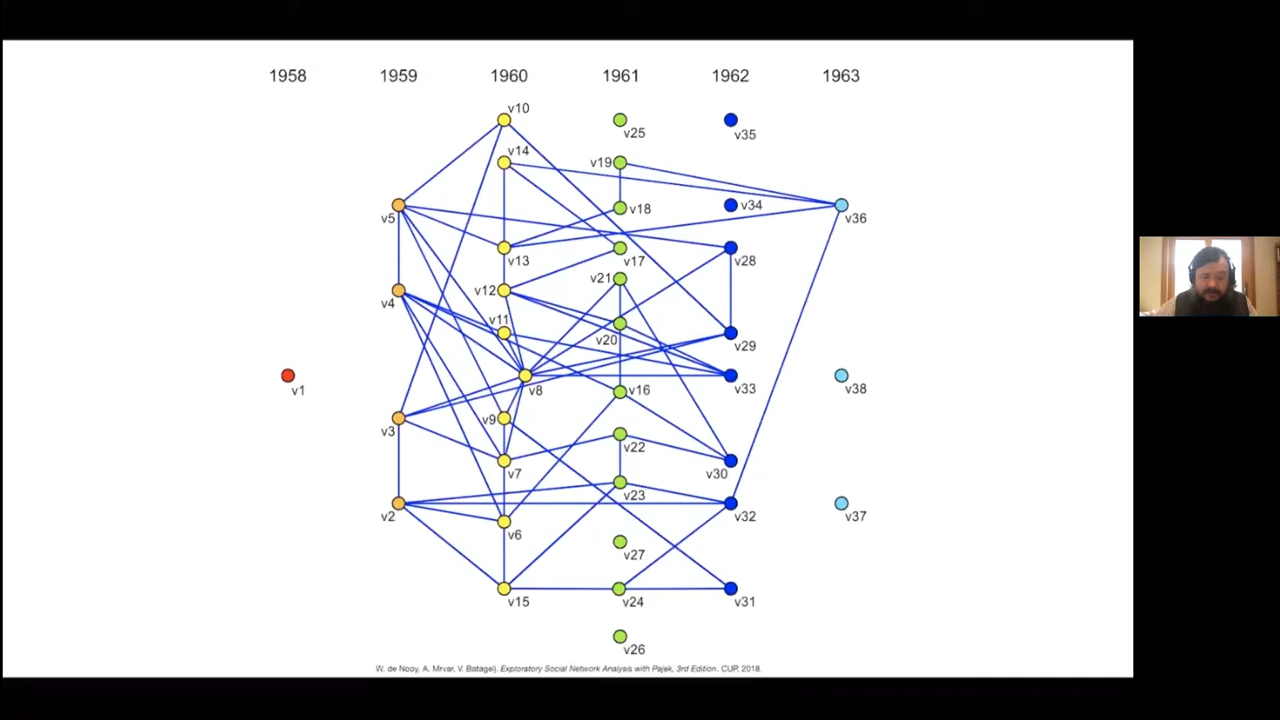 1958 1959 1960 1961 1962 1963
v10
v14 v25 v35
v19
v5 v18 v34 v36
v13 v17 v28
v21
v4 v12
v11 v20 v29
v1 v8 v16 v33 v38
v3 v9 v22
v7 v30
v2 v23 v32 v37
v6
v27
v15 v24 v31
v26
W. de Nooy, A. Mrvar, V. Batagelj. Exploratory Social Network Analysis with Pajek, 3rd Edition. CUP. 2018.